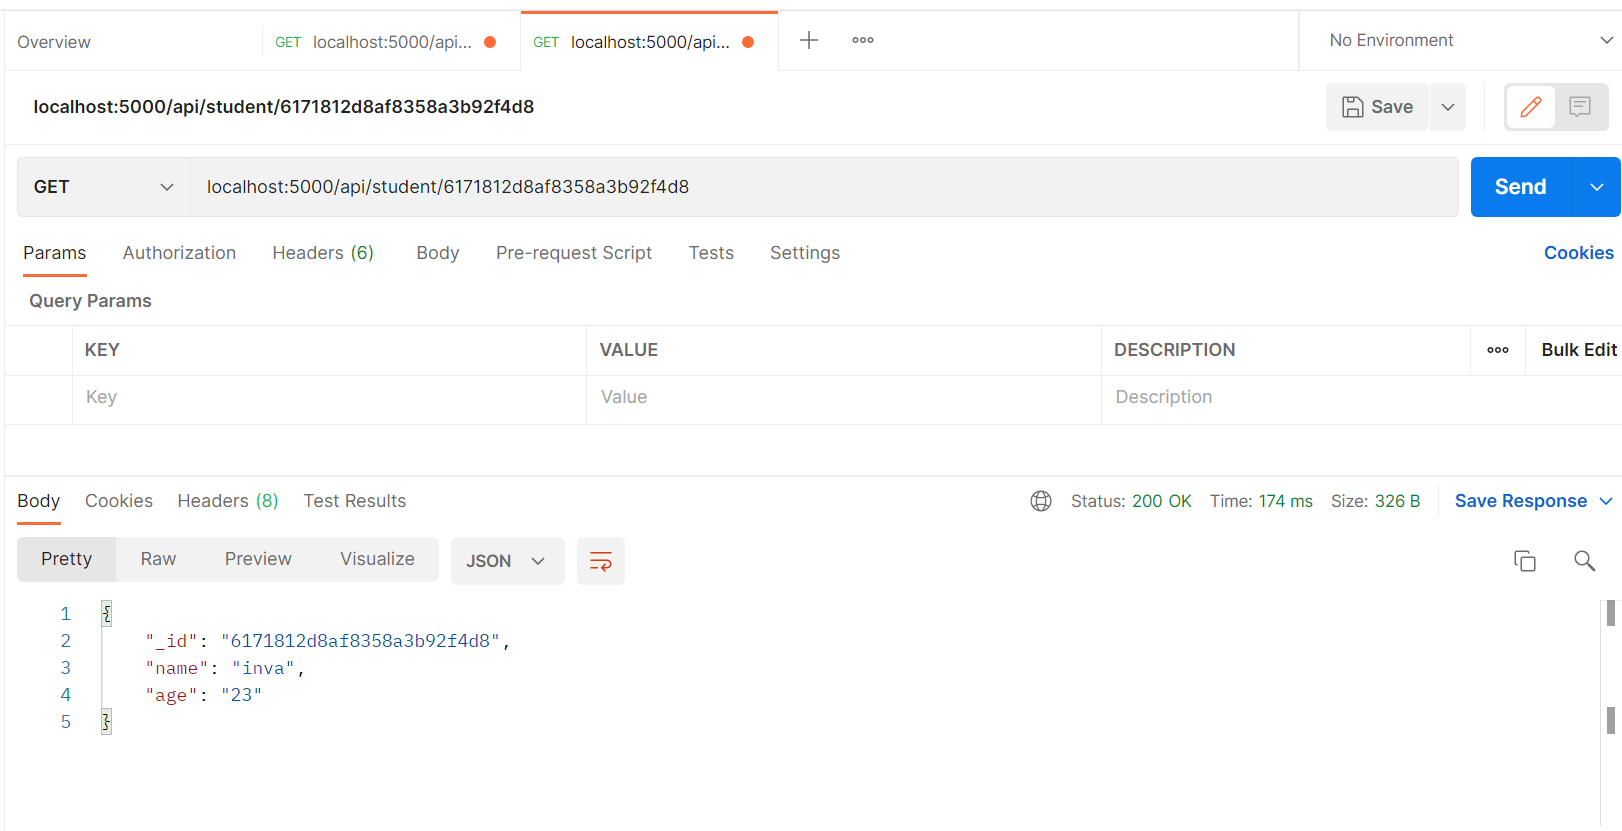 Overview GET localhost:5000/api... GET localhost:5000/api... No Environment
localhost:5000/api/student/6171812d8af8358a3b92f4d8 Save
GET localhost:5000/api/student/6171812d8af8358a3b92f4d8 Send
Params Authorization Headers (6) Body Pre-request Script Tests Settings Cookies
Query Params
KEY VALUE DESCRIPTION Bulk Edit
Key Value Description
Body Cookies Headers (8) Test Results Status: 200 OK Time: 174 ms Size: 326 B Save Response
Pretty Raw Preview Visualize JSON
1 {
2 "_id": "6171812d8af8358a3b92f4d8",
3 "name": "inva",
4 "age": "23"
5 }